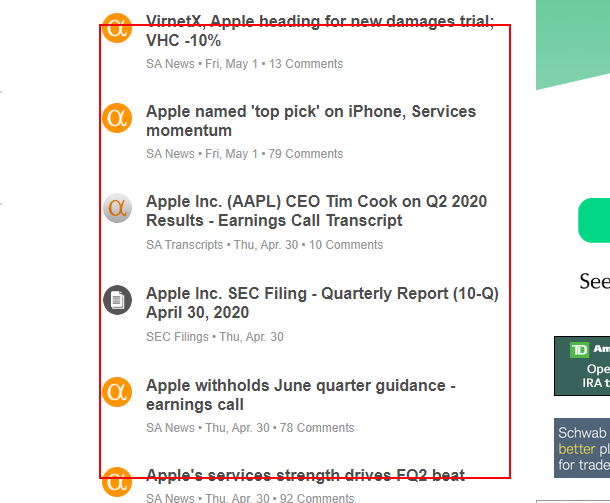 VirnetX, Apple heading for new damages trial;
VHC -10%
SA News • Fri, May 1 • 13 Comments
Apple named 'top pick' on iPhone, Services
momentum
SA News • Fri, May 1 • 79 Comments
Apple Inc. (AAPL) CEO Tim Cook on Q2 2020
Results - Earnings Call Transcript
SA Transcripts • Thu, Apr. 30 • 10 Comments
Apple Inc. SEC Filing - Quarterly Report (10-Q)
April 30, 2020
SEC Filings • Thu, Apr. 30
Apple withholds June quarter guidance -
earnings call
SA News • Thu, Apr. 30 • 78 Comments
Apple's services strength drives FQ2 beat
SA News • Thu, Apr. 30 • 92 Comments
See
TD Am
Ope
IRA t
Schwab
better pl
for trade